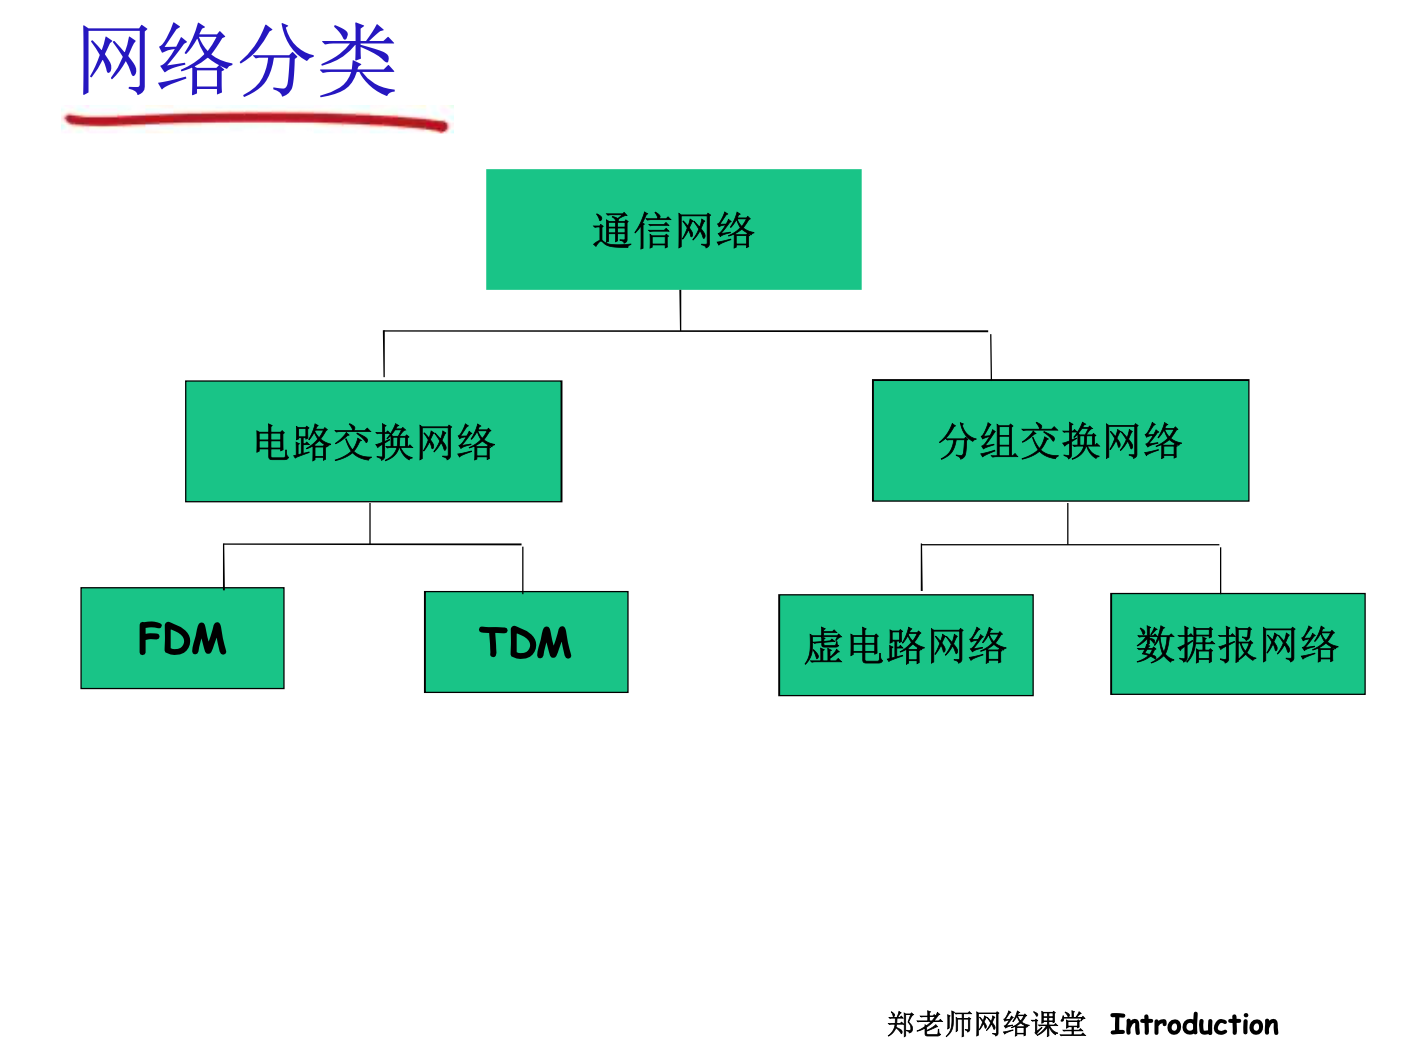 网络分类
通信网络
电路交换网络
分组交换网络
FDM
TDM
虚电路网络
数据报网络
郑老师网络课堂 Introduction